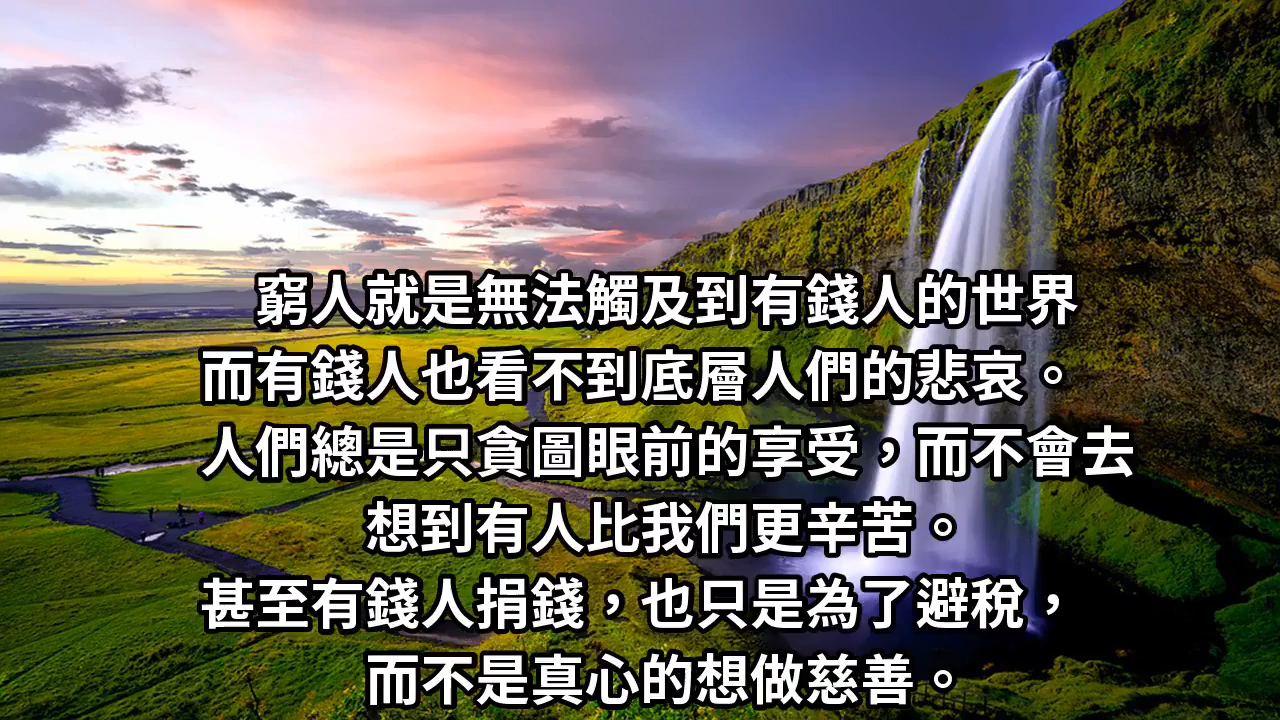 窮人就是無法觸及到有錢人的世界
而有錢人也看不到底層人們的悲哀。
人們總是只貪圖眼前的享受，而不會去
想到有人比我們更辛苦。
甚至有錢人捐錢，也只是為了避稅，
而不是真心的想做慈善。